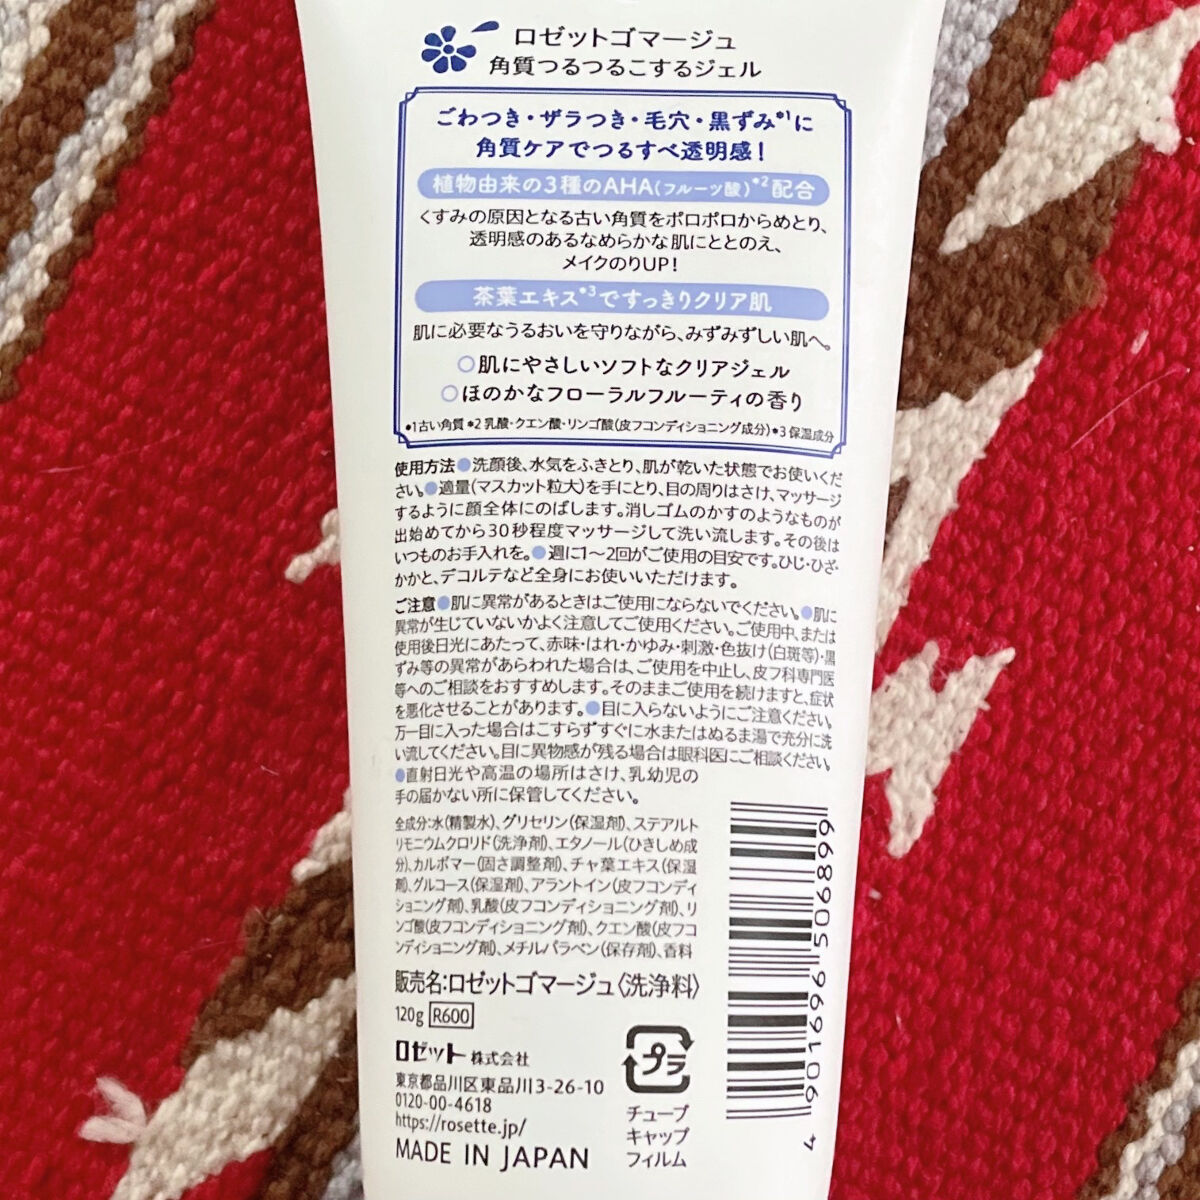 ロゼットゴマージュ
角質つるつるこするジェル
ごわつき・ザラつき・毛穴・黒ずみ*1に
角質ケアでつるすべ透明感！
植物由来の3種のAHA(フルーツ酸)*2配合
くすみの原因となる古い角質をポロポロからめとり、
透明感のあるなめらかな肌にととのえ、
メイクのりUP！
茶葉エキス*3ですっきりクリア肌
肌に必要なうるおいを守りながら、みずみずしい肌へ。
○肌にやさしいソフトなクリアジェル
○ほのかなフローラルフルーティの香り
*1古い角質 *2 乳酸・クエン酸・リンゴ酸(皮フコンディショニング成分) *3 保湿成分
使用方法●洗顔後、水気をふきとり、肌が乾いた状態でお使いくだ
さい。●適量(マスカット粒大)を手にとり、目の周りはさけ、マッサージ
するように顔全体にのばします。消しゴムのかすのようなものが
出始めてから30秒程度マッサージして洗い流します。その後は
いつものお手入れを。●週に1〜2回がご使用の目安です。ひじ・ひざ・
かかと、デコルテなど全身にお使いいただけます。
ご注意●肌に異常があるときはご使用にならないでください。●肌に
異常が生じていないかよく注意してご使用ください。ご使用中、または
使用後日光にあたって、赤味・はれ・かゆみ・刺激・色抜け(白斑等)・黒
ずみ等の異常があらわれた場合は、ご使用を中止し、皮フ科専門医
等へのご相談をおすすめします。そのままご使用を続けますと、症状
を悪化させることがあります。●目に入らないようにご注意ください。
万一目に入った場合はこすらずすぐに水またはぬるま湯で充分に洗
い流してください。目に異物感が残る場合は眼科医にご相談ください。
●直射日光や高温の場所はさけ、乳幼児の
手の届かない所に保管してください。
全成分:水(精製水)、グリセリン(保湿剤)、ステアルト
リモニウムクロリド(洗浄剤)、エタノール(ひきしめ成
分)、カルボマー(固さ調整剤)、チャ葉エキス(保湿
剤)、グルコース(保湿剤)、アラントイン(皮フコンディ
ショニング剤)、乳酸(皮フコンディショニング剤)、リ
ンゴ酸(皮フコンディショニング剤)、クエン酸(皮フコ
ンディショニング剤)、メチルパラベン(保存剤)、香料
販売名:ロゼットゴマージュ〈洗浄料〉
120g R600
ロゼット 株式会社
東京都品川区東品川3-26-10
0120-00-4618
https://rosette.jp/
MADE IN JAPAN
プラ
チューブ
キャップ
フィルム
4 901696 506899